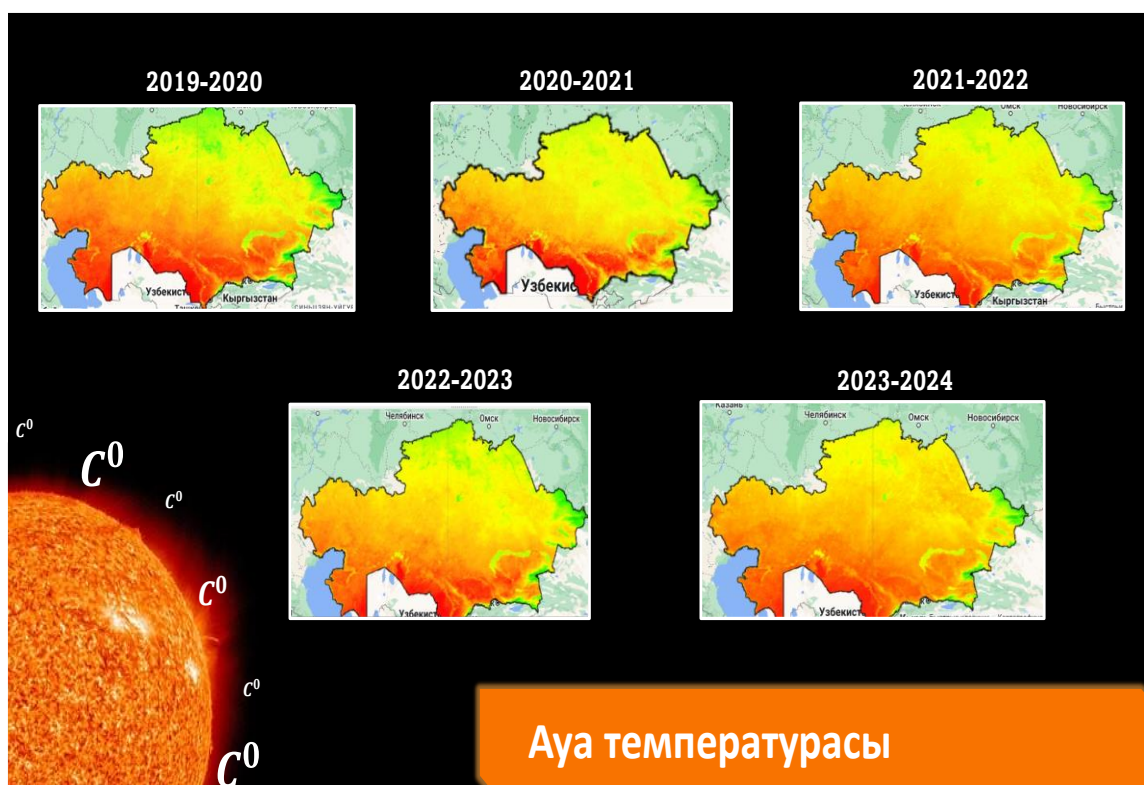 2019-2020
2020-2021
2021-2022
Омск
Новосибирск
Узбекист
Кыргызстан
Узбекис
Узбекист
Кыргызстан
2022-2023
2023-2024
Челябинск
Омск
Новосибирск
Узбекист
Казань
Челябинск
Омск
Новосибирск
Узбекист
C⁰
C⁰
C⁰
C⁰
C⁰
C⁰
Ауа температурасы